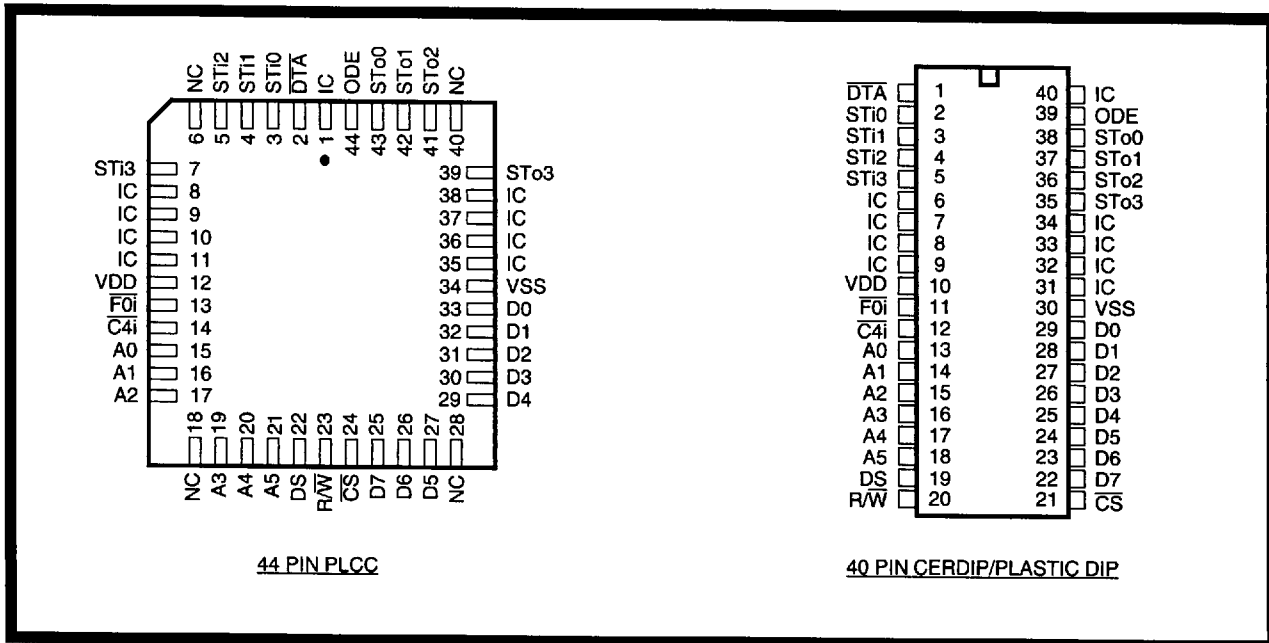 NC STi2 STi1 STi0 D̅T̅A̅ IC ODE STo0 STo1 STo2 NC
6 5 4 3 2 1 44 43 42 41 40
STi3 7
IC 8
IC 9
IC 10
IC 11
VDD 12
F̅0̅i̅ 13
C̅4̅i̅ 14
A0 15
A1 16
A2 17
39 STo3
38 IC
37 IC
36 IC
35 IC
34 VSS
33 D0
32 D1
31 D2
30 D3
29 D4
18 19 20 21 22 23 24 25 26 27 28
NC A3 A4 A5 DS R/W̅ C̅S̅ D7 D6 D5 NC
44 PIN PLCC
D̅T̅A̅ 1 40 IC
STi0 2 39 ODE
STi1 3 38 STo0
STi2 4 37 STo1
STi3 5 36 STo2
IC 6 35 STo3
IC 7 34 IC
IC 8 33 IC
IC 9 32 IC
VDD 10 31 IC
F̅0̅i̅ 11 30 VSS
C̅4̅i̅ 12 29 D0
A0 13 28 D1
A1 14 27 D2
A2 15 26 D3
A3 16 25 D4
A4 17 24 D5
A5 18 23 D6
DS 19 22 D7
R/W̅ 20 21 C̅S̅
40 PIN CERDIP/PLASTIC DIP